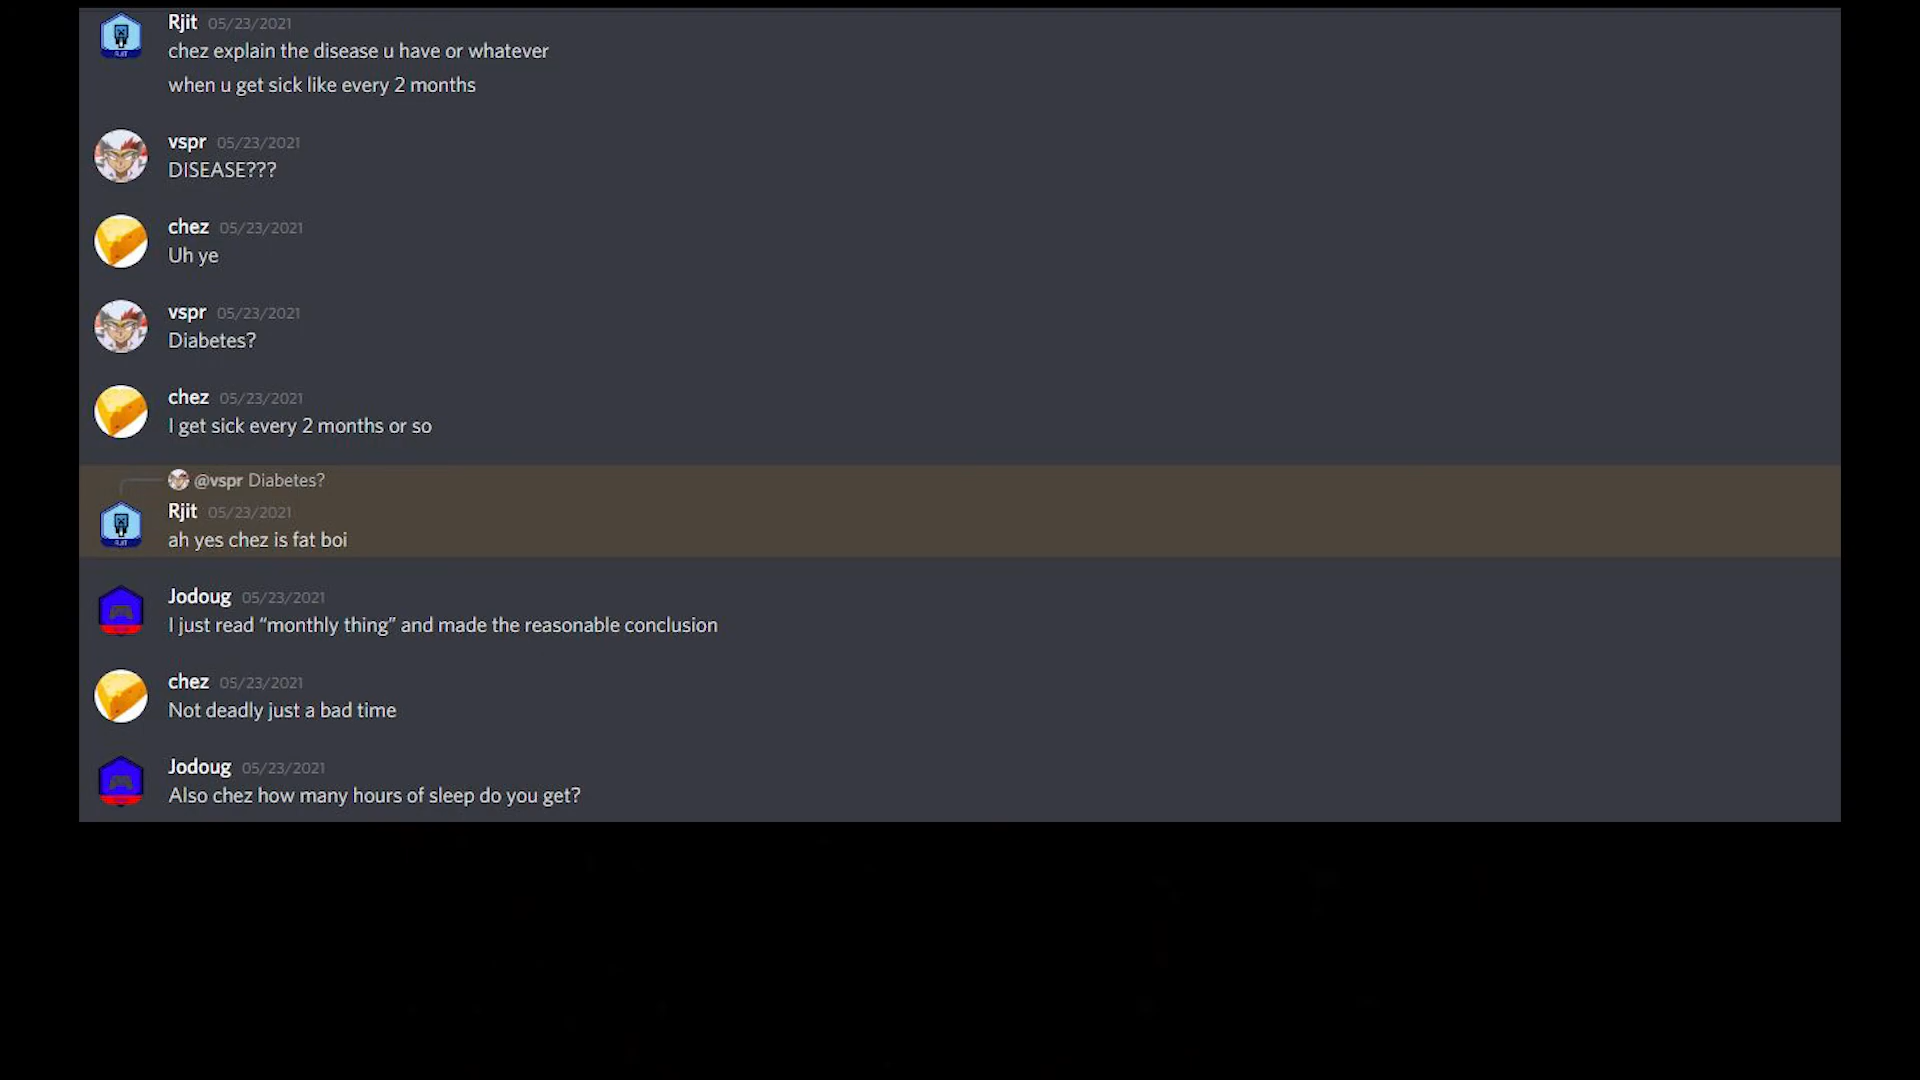 Rjit 05/23/2021
chez explain the disease u have or whatever
when u get sick like every 2 months
vspr 05/23/2021
DISEASE???
chez 05/23/2021
Uh ye
vspr 05/23/2021
Diabetes?
chez 05/23/2021
I get sick every 2 months or so
@vspr Diabetes?
Rjit 05/23/2021
ah yes chez is fat boi
Jodoug 05/23/2021
I just read “monthly thing” and made the reasonable conclusion
chez 05/23/2021
Not deadly just a bad time
Jodoug 05/23/2021
Also chez how many hours of sleep do you get?